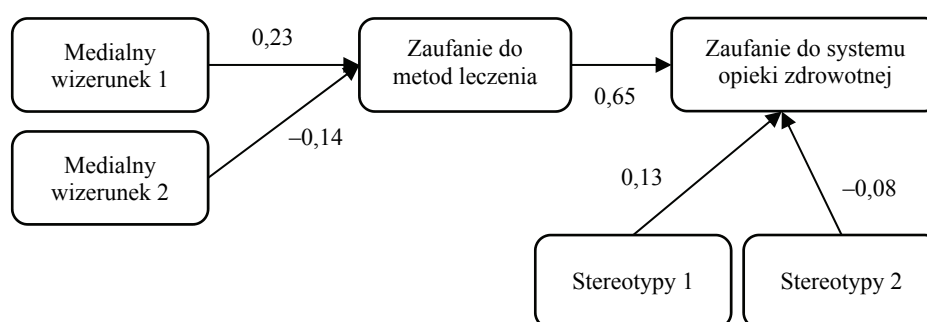 Medialny
wizerunek 1
0,23
Zaufanie do
metod leczenia
0,65
Zaufanie do systemu
opieki zdrowotnej
Medialny
wizerunek 2
–0,14
0,13
–0,08
Stereotypy 1
Stereotypy 2